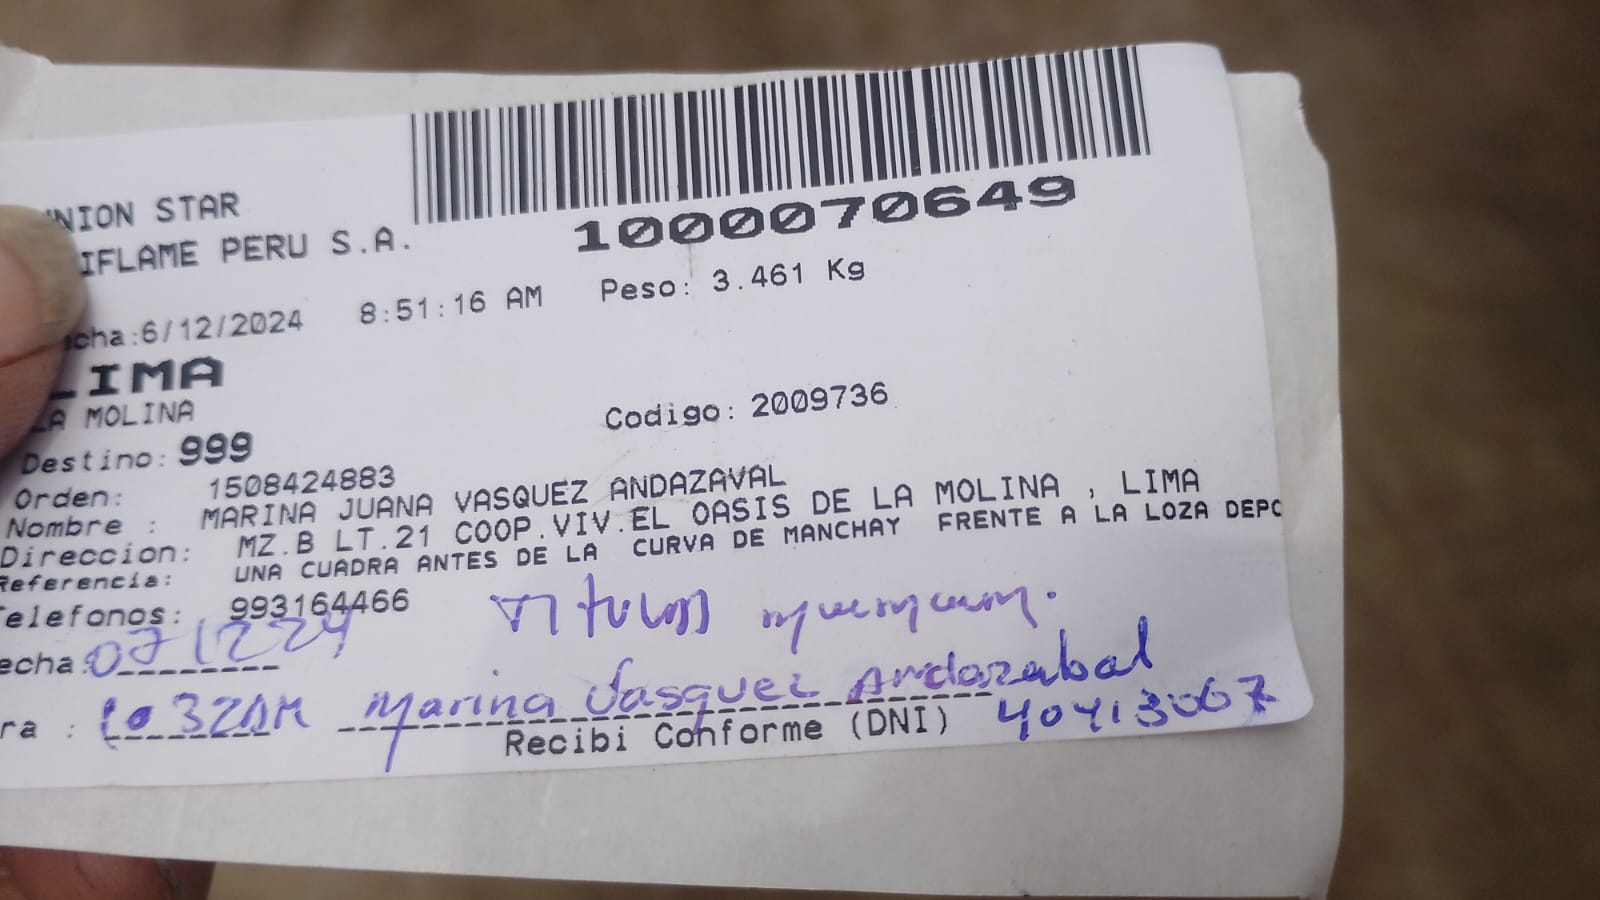 UNION STAR
IFLAME PERU S.A.
1000070649
echa:6/12/2024 8:51:16 AM Peso: 3.461 Kg
LIMA
LA MOLINA
Codigo: 2009736
Destino: 999
Orden: 1508424883
Nombre : MARINA JUANA VASQUEZ ANDAZAVAL
Direccion: MZ.B LT.21 COOP.VIV.EL OASIS DE LA MOLINA , LIMA
Referencia: UNA CUADRA ANTES DE LA CURVA DE MANCHAY FRENTE A LA LOZA DEPO
Telefonos: 993164466
echa: 07/12 24
ra : 10 32AM Marina Vasquez Andazabal
Recibi Conforme (DNI) 40413067